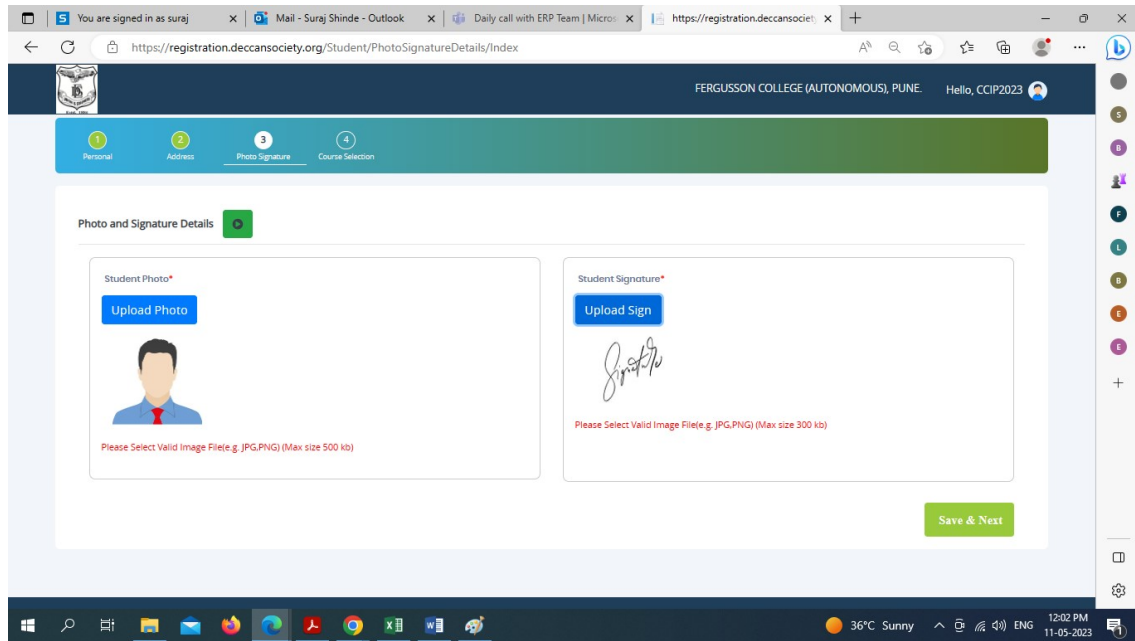 You are signed in as suraj
Mail - Suraj Shinde - Outlook
Daily call with ERP Team | Micros
https://registration.deccansociet
https://registration.deccansociety.org/Student/PhotoSignatureDetails/Index
FERGUSSON COLLEGE (AUTONOMOUS), PUNE. Hello, CCIP2023
1 2 3 4
Personal Address Photo Signature Course Selection
Photo and Signature Details
Student Photo*
Upload Photo
Please Select Valid Image File(e.g. JPG,PNG) (Max size 500 kb)
Student Signature*
Upload Sign
Please Select Valid Image File(e.g. JPG,PNG) (Max size 300 kb)
Save & Next
S
B
F
L
B
E
E
36°C Sunny
ENG
12:02 PM
11-05-2023